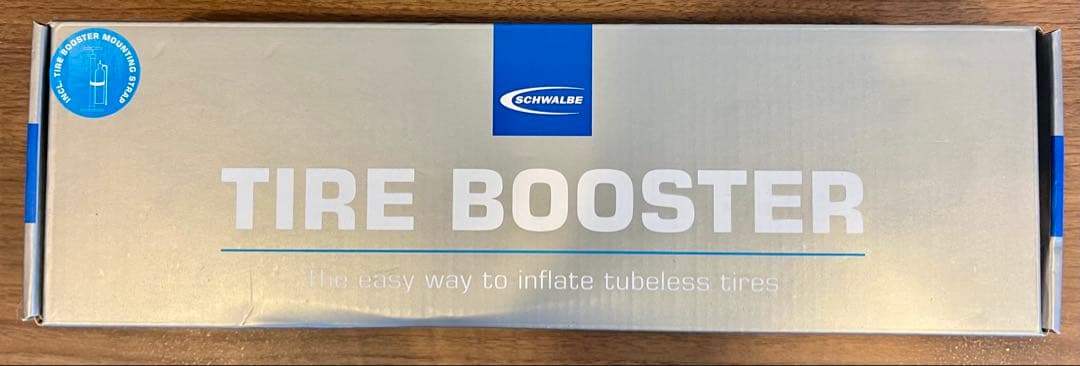 INCL. TIRE BOOSTER MOUNTING STRAP
SCHWALBE
TIRE BOOSTER
The easy way to inflate tubeless tires